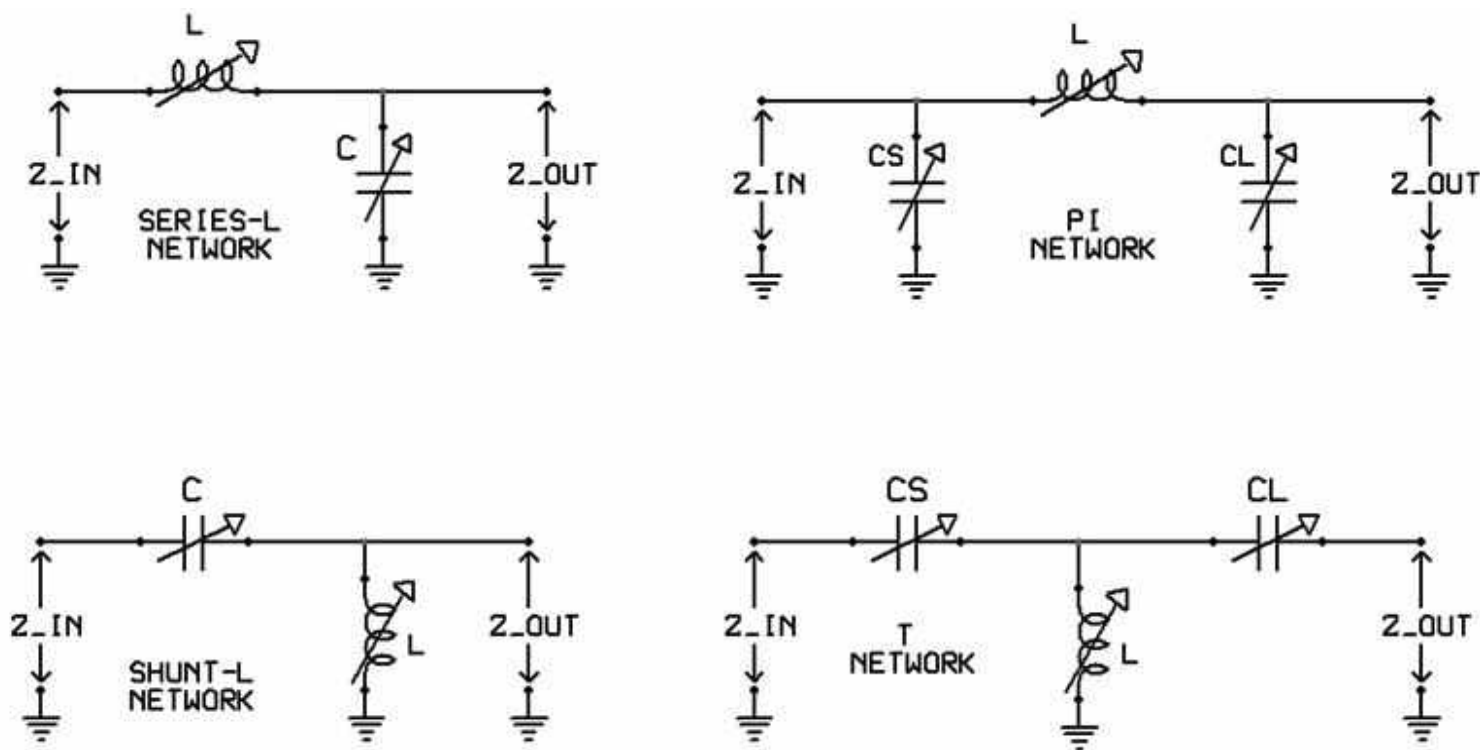 L
C
Z_IN
Z_OUT
SERIES-L
NETWORK
L
CS
CL
Z_IN
Z_OUT
PI
NETWORK
C
Z_IN
Z_OUT
L
SHUNT-L
NETWORK
CS
CL
Z_IN
Z_OUT
T
NETWORK
L